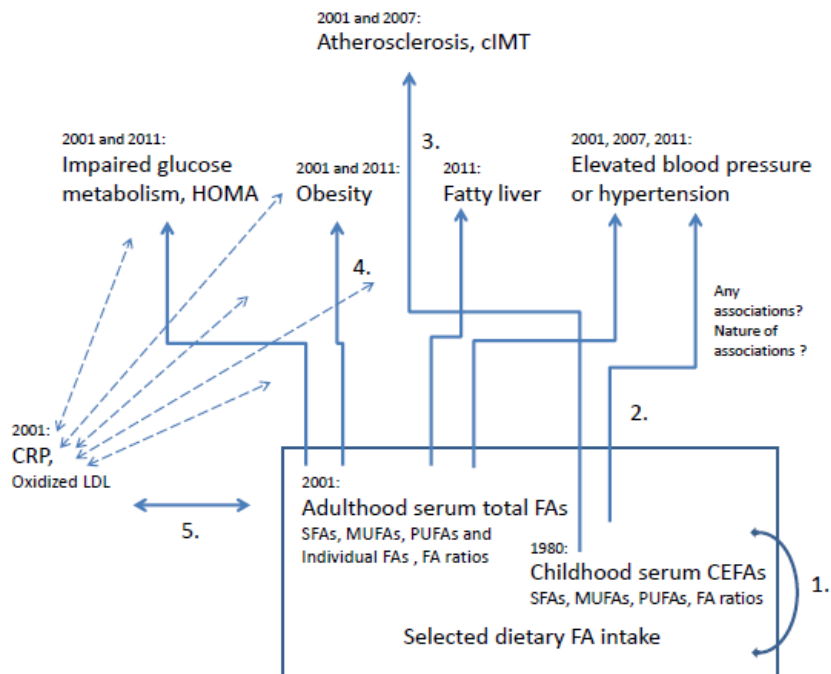 2001 and 2007:
Atherosclerosis, cIMT
3.
2001 and 2011:
Impaired glucose
metabolism, HOMA
2001 and 2011:
Obesity
2011:
Fatty liver
2001, 2007, 2011:
Elevated blood pressure
or hypertension
4.
Any
associations?
Nature of
associations ?
2.
2001:
CRP,
Oxidized LDL
5.
2001:
Adulthood serum total FAs
SFAs, MUFAs, PUFAs and
Individual FAs , FA ratios
1980:
Childhood serum CEFAs
SFAs, MUFAs, PUFAs, FA ratios
1.
Selected dietary FA intake